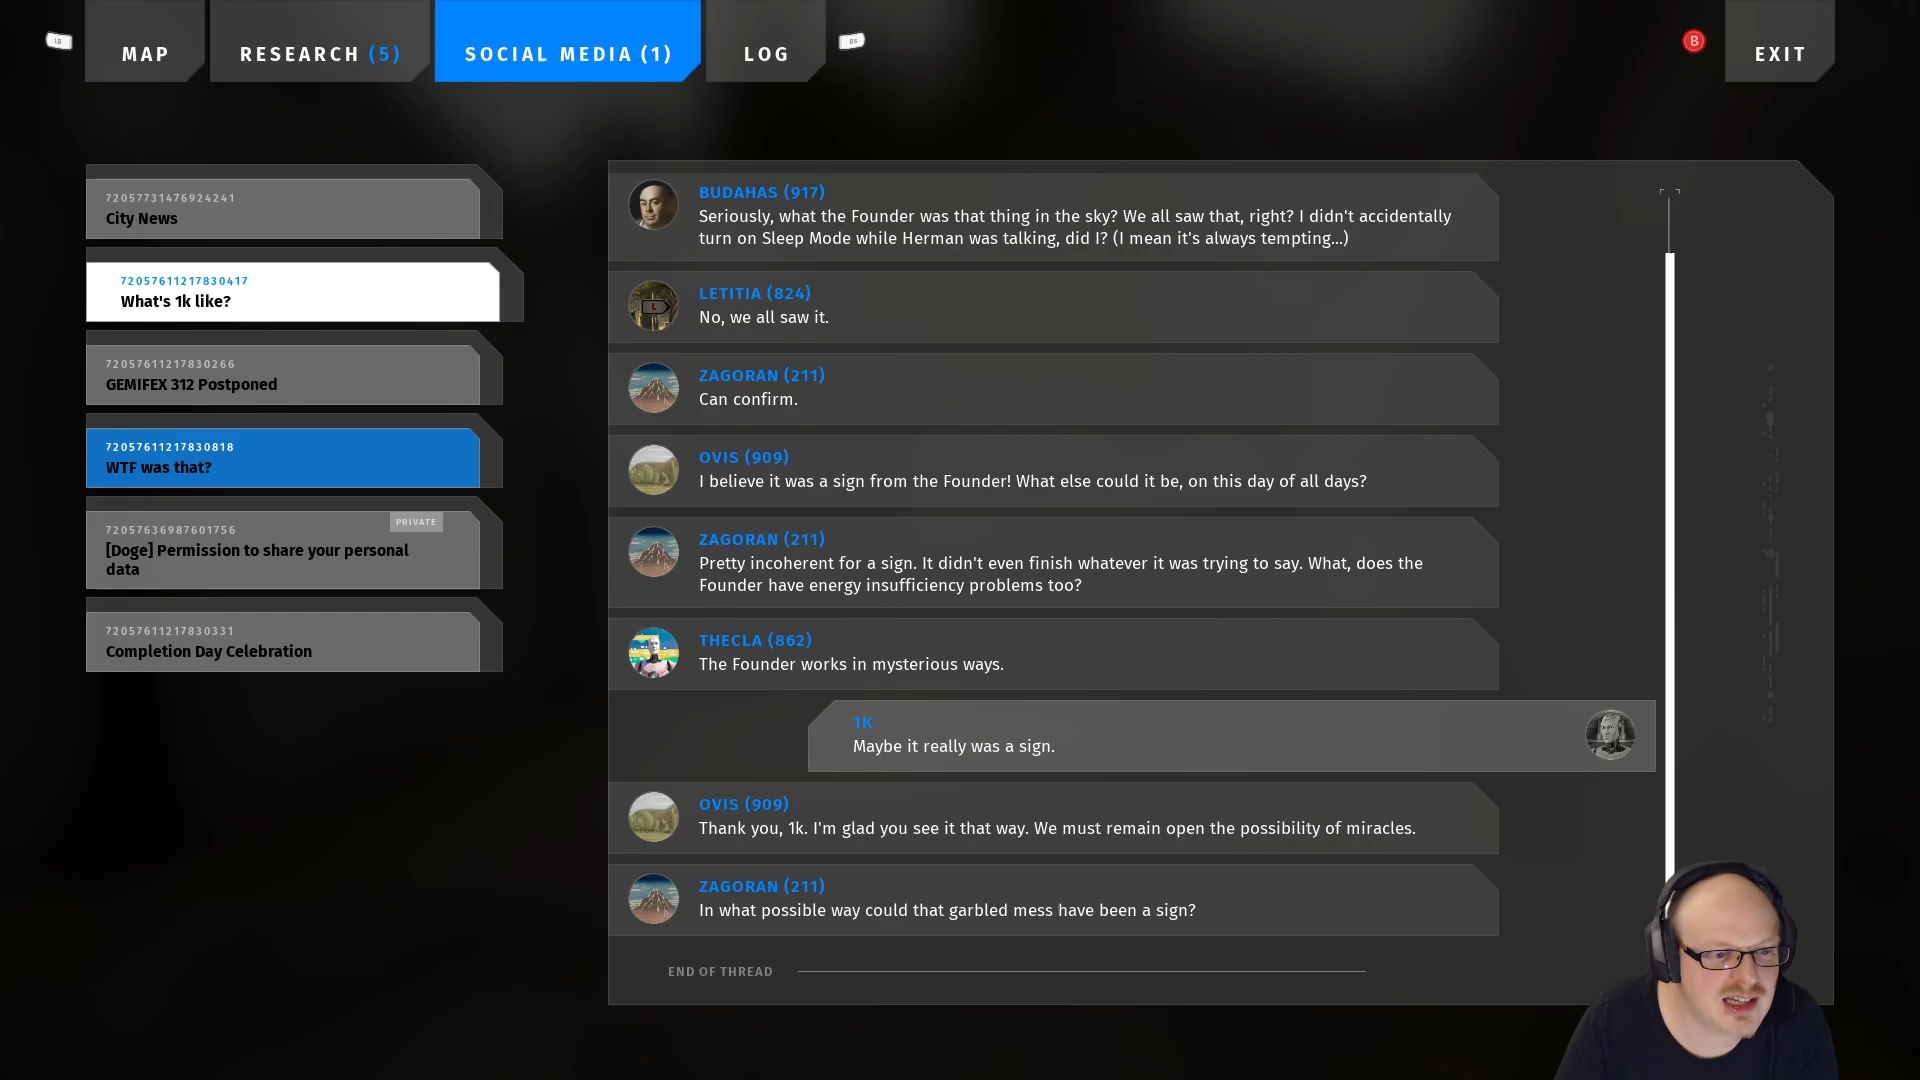 LB
MAP
RESEARCH (5)
SOCIAL MEDIA (1)
LOG
RB
B
EXIT
72057731476924241
City News
72057611217830417
What's 1k like?
72057611217830266
GEMIFEX 312 Postponed
72057611217830818
WTF was that?
72057636987601756
PRIVATE
[Doge] Permission to share your personal
data
72057611217830331
Completion Day Celebration
BUDAHAS (917)
Seriously, what the Founder was that thing in the sky? We all saw that, right? I didn't accidentally
turn on Sleep Mode while Herman was talking, did I? (I mean it's always tempting...)
LETITIA (824)
No, we all saw it.
ZAGORAN (211)
Can confirm.
OVIS (909)
I believe it was a sign from the Founder! What else could it be, on this day of all days?
ZAGORAN (211)
Pretty incoherent for a sign. It didn't even finish whatever it was trying to say. What, does the
Founder have energy insufficiency problems too?
THECLA (862)
The Founder works in mysterious ways.
1K
Maybe it really was a sign.
OVIS (909)
Thank you, 1k. I'm glad you see it that way. We must remain open the possibility of miracles.
ZAGORAN (211)
In what possible way could that garbled mess have been a sign?
END OF THREAD